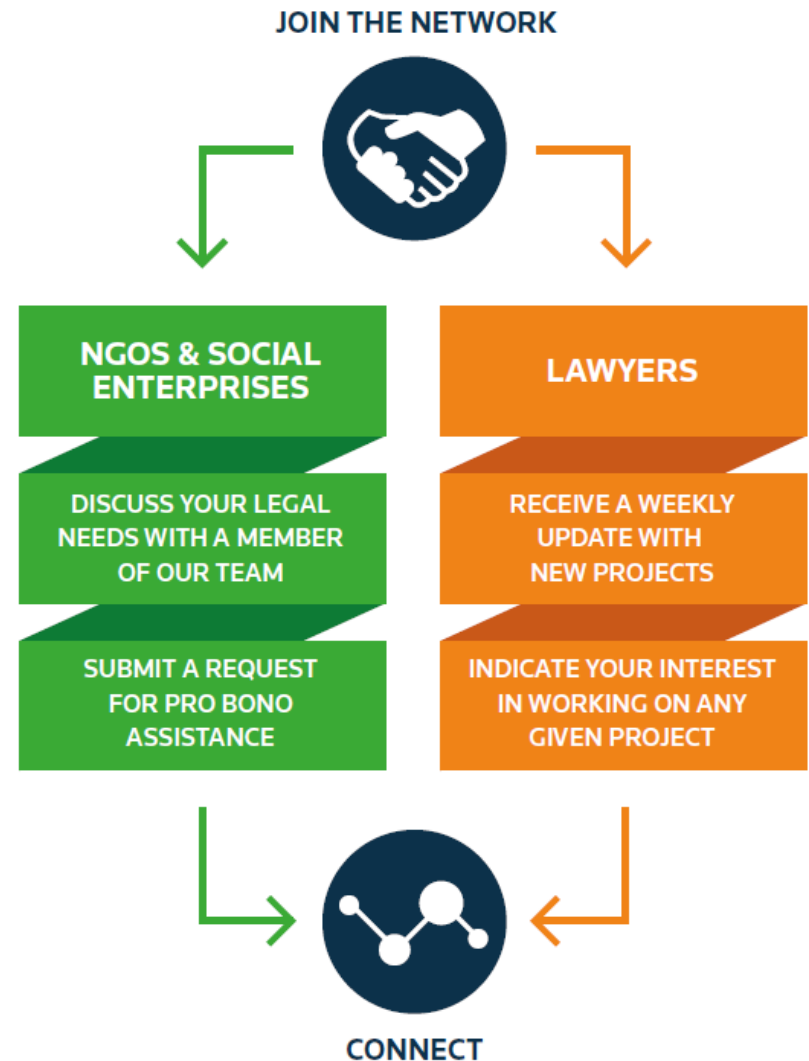 JOIN THE NETWORK
NGOS & SOCIAL
ENTERPRISES
DISCUSS YOUR LEGAL
NEEDS WITH A MEMBER
OF OUR TEAM
SUBMIT A REQUEST
FOR PRO BONO
ASSISTANCE
LAWYERS
RECEIVE A WEEKLY
UPDATE WITH
NEW PROJECTS
INDICATE YOUR INTEREST
IN WORKING ON ANY
GIVEN PROJECT
CONNECT